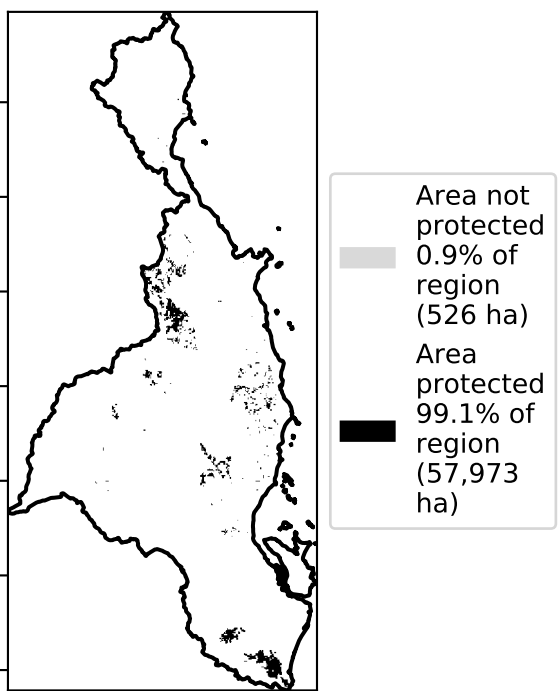 Area not
protected
0.9% of
region
(526 ha)
Area
protected
99.1% of
region
(57,973
ha)